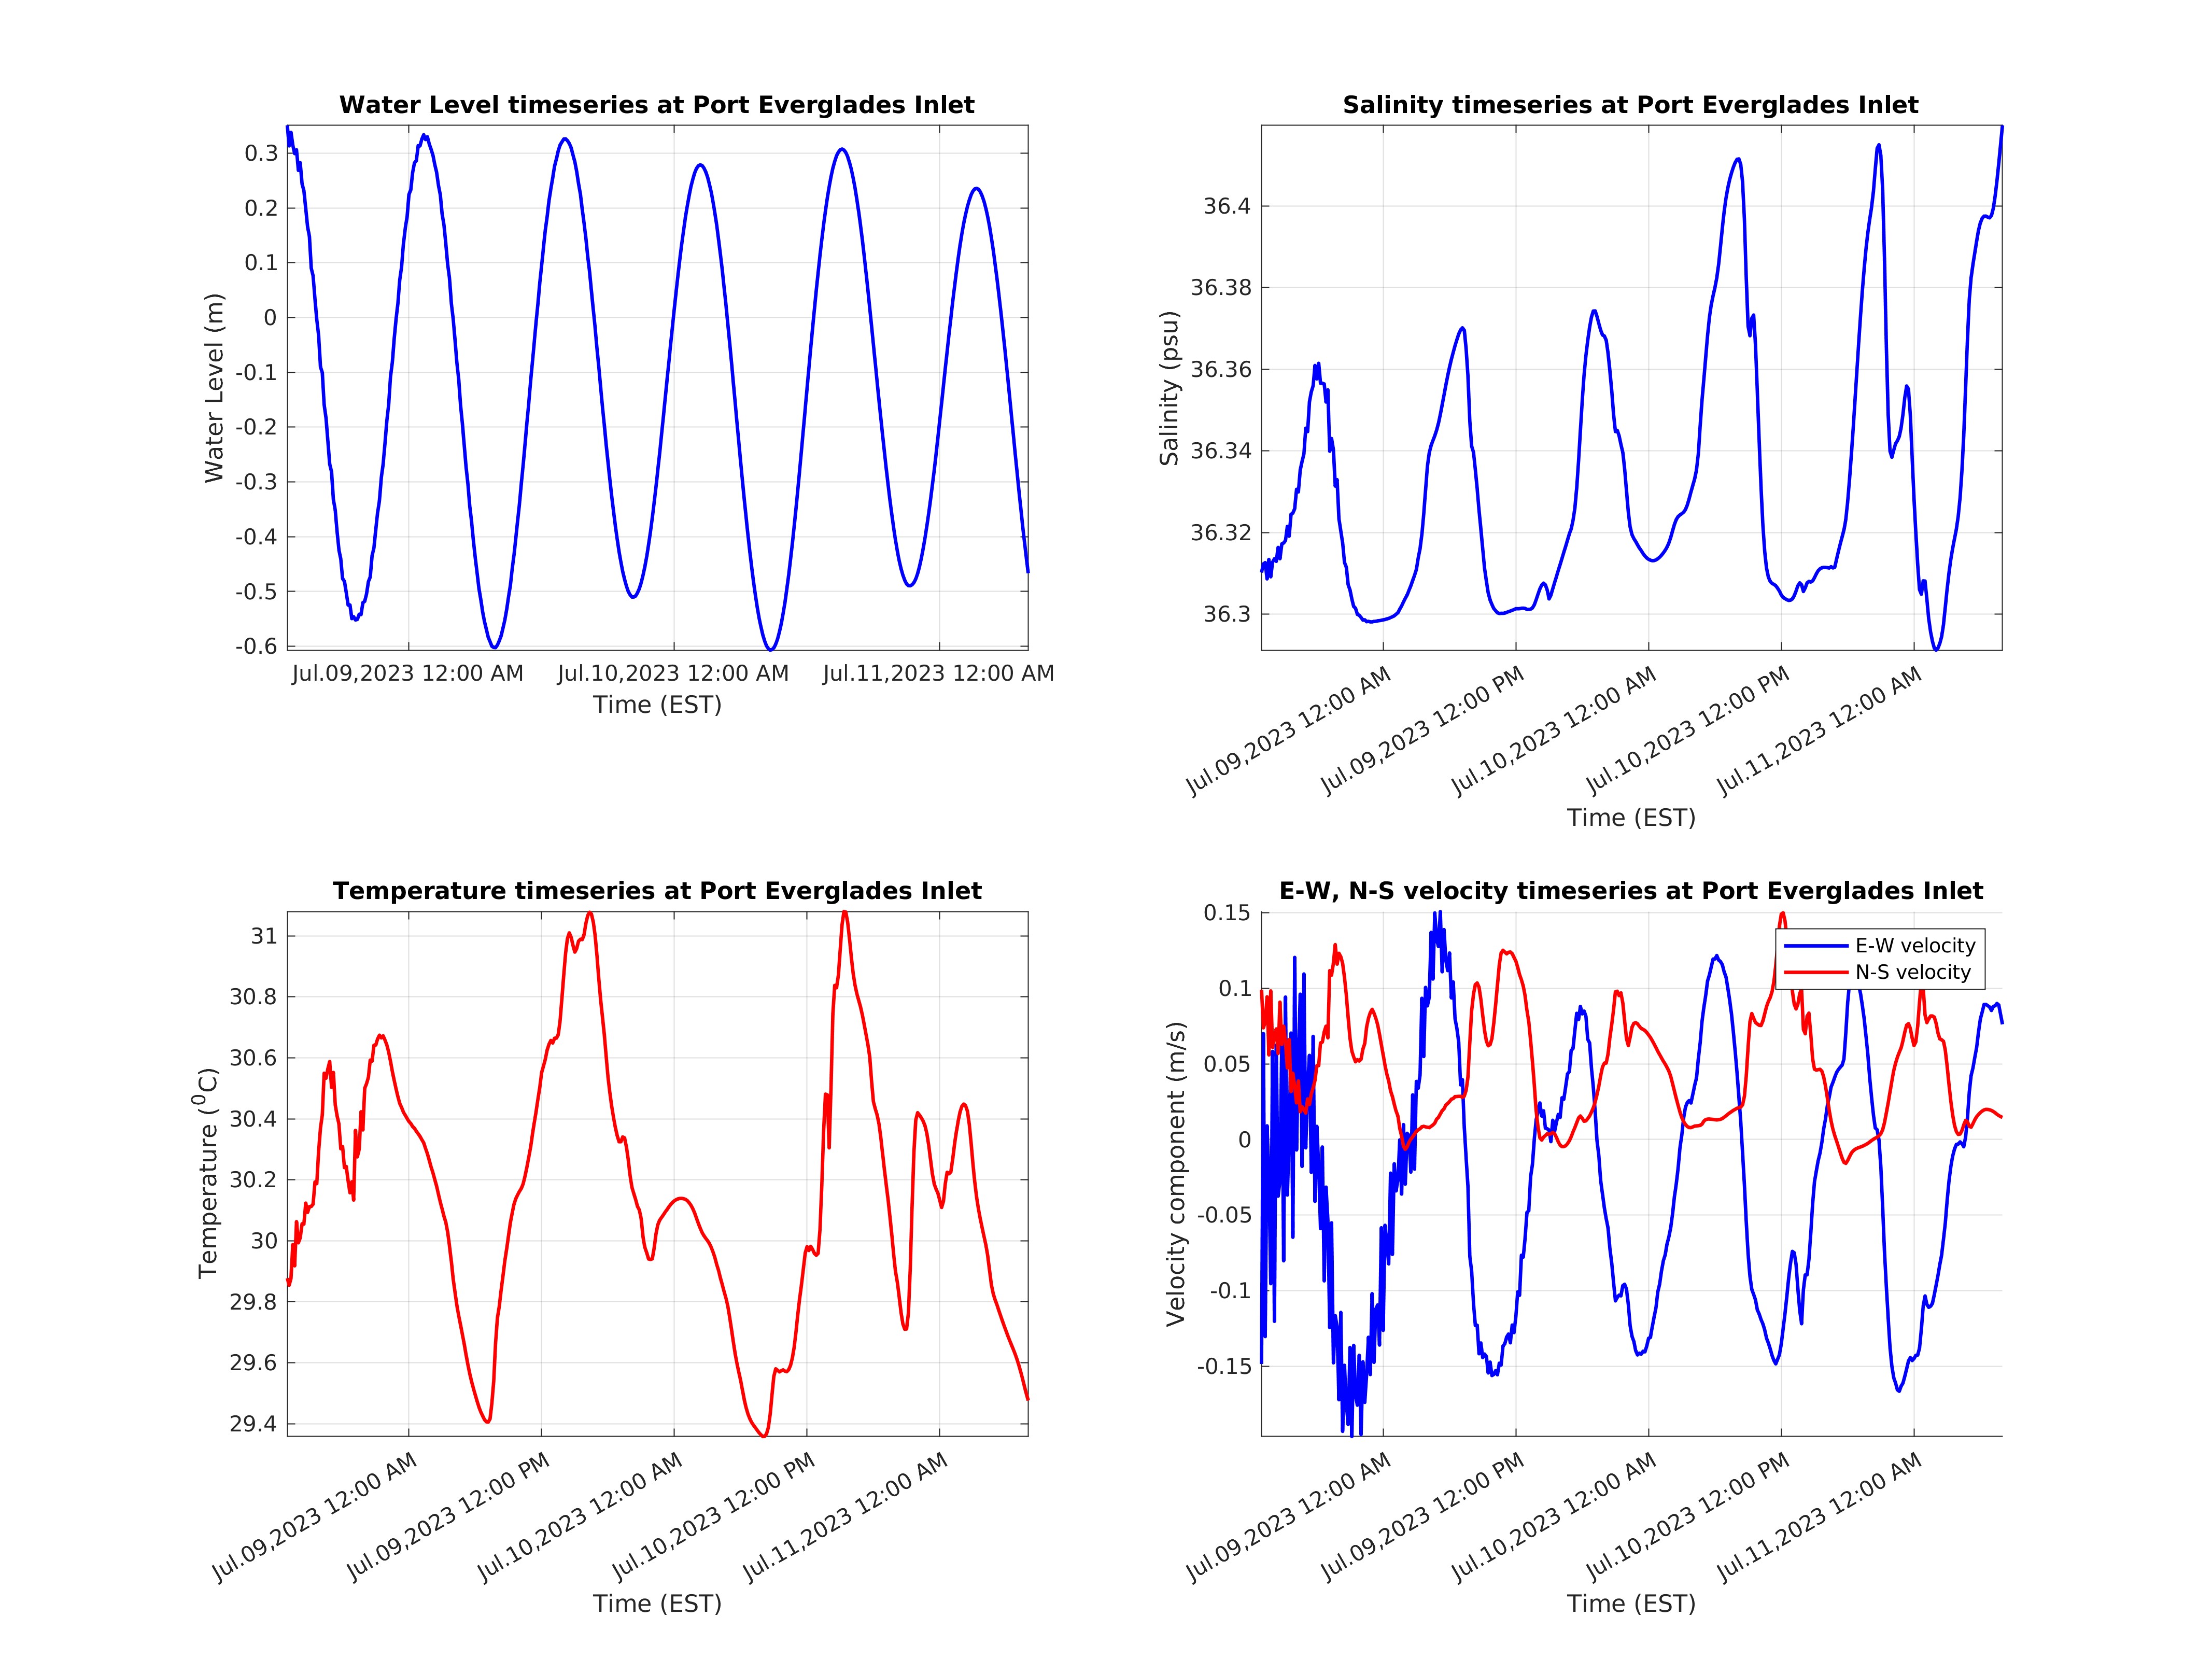 Water Level timeseries at Port Everglades Inlet
0.3
0.2
0.1
0
-0.1
-0.2
-0.3
-0.4
-0.5
-0.6
Water Level (m)
Jul.09,2023 12:00 AM
Jul.10,2023 12:00 AM
Jul.11,2023 12:00 AM
Time (EST)
Salinity timeseries at Port Everglades Inlet
36.4
36.38
36.36
36.34
36.32
36.3
Salinity (psu)
Jul.09,2023 12:00 AM
Jul.09,2023 12:00 PM
Jul.10,2023 12:00 AM
Jul.10,2023 12:00 PM
Jul.11,2023 12:00 AM
Time (EST)
Temperature timeseries at Port Everglades Inlet
31
30.8
30.6
30.4
30.2
30
29.8
29.6
29.4
Temperature (⁰C)
Jul.09,2023 12:00 AM
Jul.09,2023 12:00 PM
Jul.10,2023 12:00 AM
Jul.10,2023 12:00 PM
Jul.11,2023 12:00 AM
Time (EST)
E-W, N-S velocity timeseries at Port Everglades Inlet
0.15
0.1
0.05
0
-0.05
-0.1
-0.15
Velocity component (m/s)
E-W velocity
N-S velocity
Jul.09,2023 12:00 AM
Jul.09,2023 12:00 PM
Jul.10,2023 12:00 AM
Jul.10,2023 12:00 PM
Jul.11,2023 12:00 AM
Time (EST)